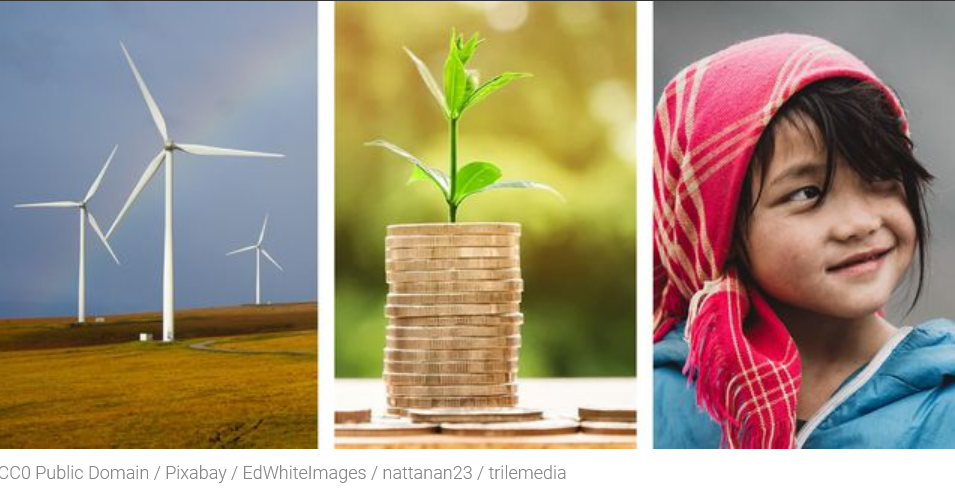 CC0 Public Domain / Pixabay / EdWhiteImages / nattanan23 / trilemedia